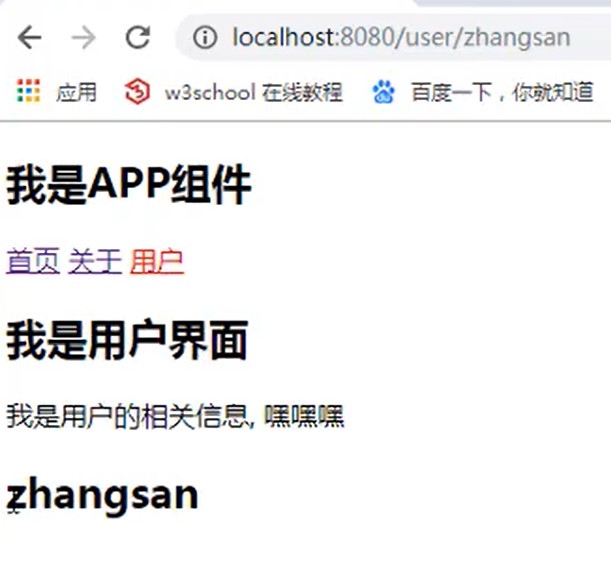 localhost:8080/user/zhangsan
应用 w3school 在线教程 百度一下，你就知道
我是APP组件
首页 关于 用户
我是用户界面
我是用户的相关信息, 嘿嘿嘿
zhangsan